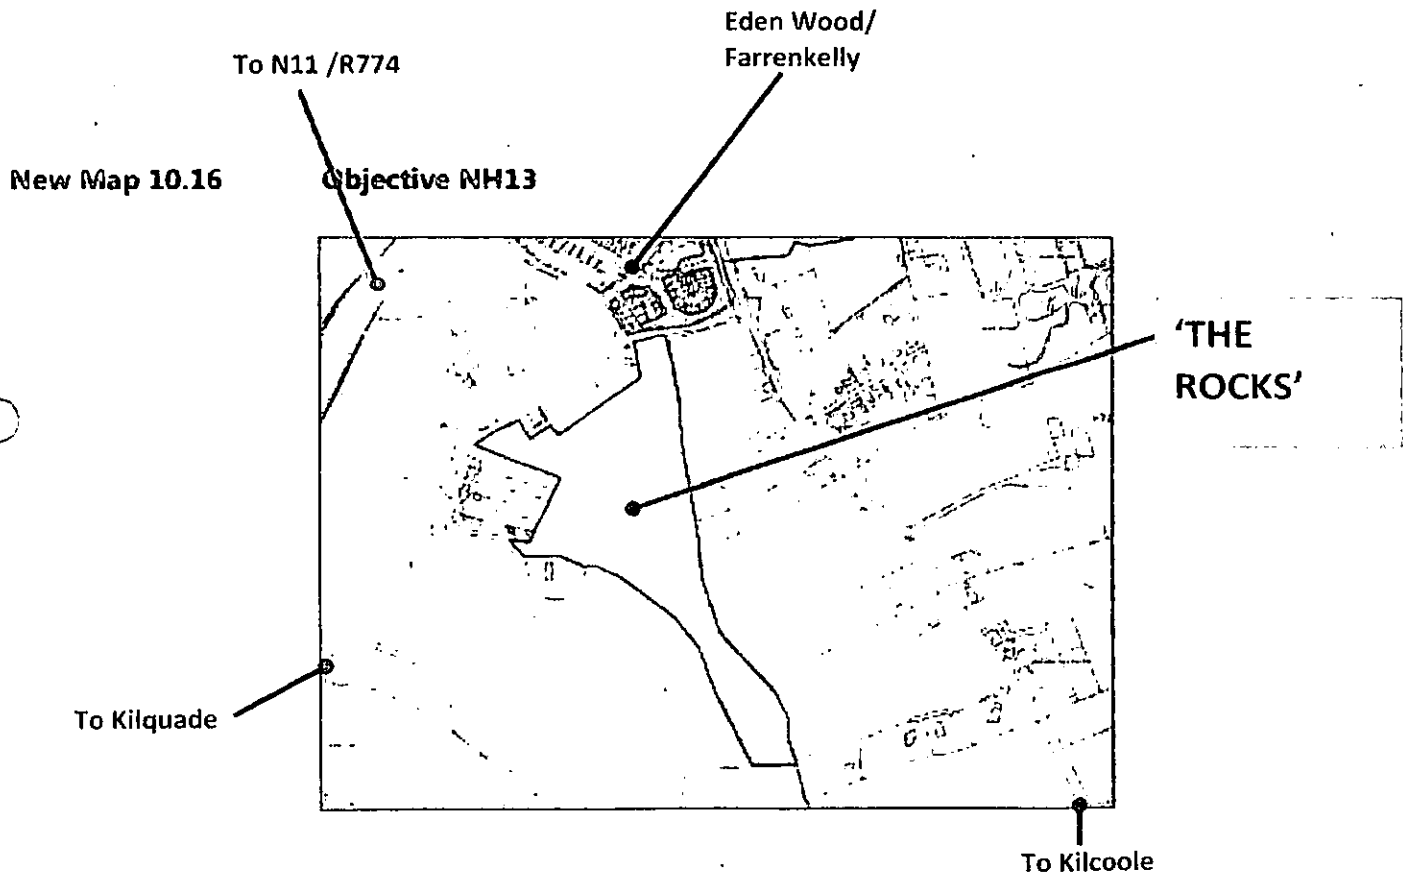 Eden Wood/
Farrenkelly
To N11 /R774
New Map 10.16 Objective NH13
'THE
ROCKS'
To Kilquade
To Kilcoole